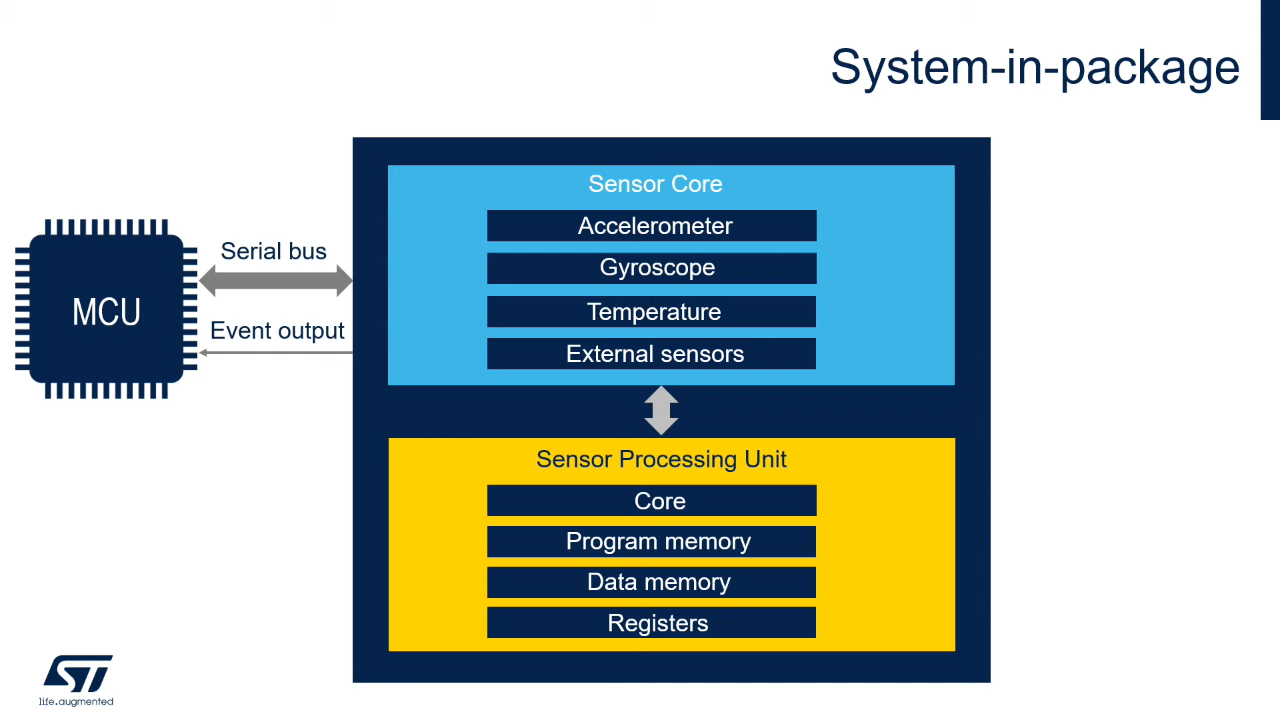 System-in-package
Sensor Core
Accelerometer
Gyroscope
Temperature
External sensors
Serial bus
MCU
Event output
Sensor Processing Unit
Core
Program memory
Data memory
Registers
ST
life.augmented